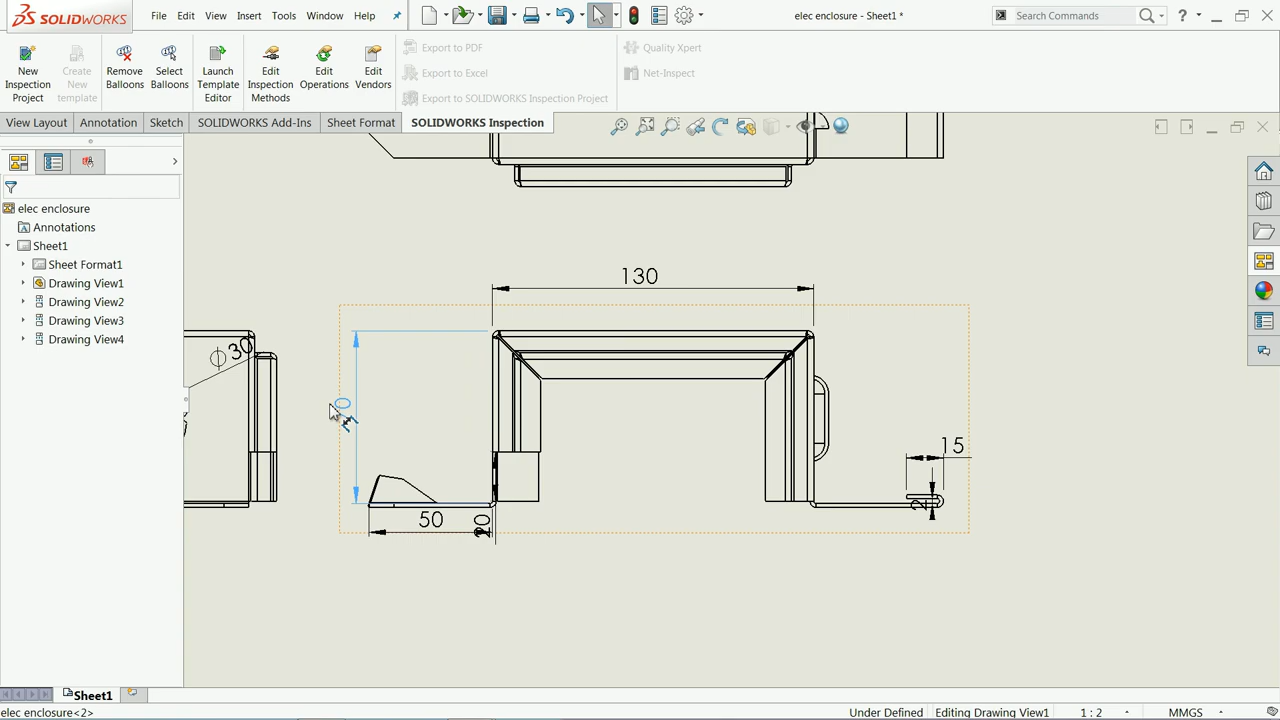 SOLIDWORKS
File Edit View Insert Tools Window Help
elec enclosure - Sheet1 *
Search Commands
New Inspection Project
Create New template
Remove Balloons
Select Balloons
Launch Template Editor
Edit Inspection Methods
Edit Operations
Edit Vendors
Export to PDF
Export to Excel
Export to SOLIDWORKS Inspection Project
Quality Xpert
Net-Inspect
View Layout Annotation Sketch SOLIDWORKS Add-Ins Sheet Format SOLIDWORKS Inspection
elec enclosure
Annotations
Sheet1
Sheet Format1
Drawing View1
Drawing View2
Drawing View3
Drawing View4
130
∅30
70
15
2
50
20
Sheet1
elec enclosure<2> Under Defined Editing Drawing View1 1 : 2 MMGS